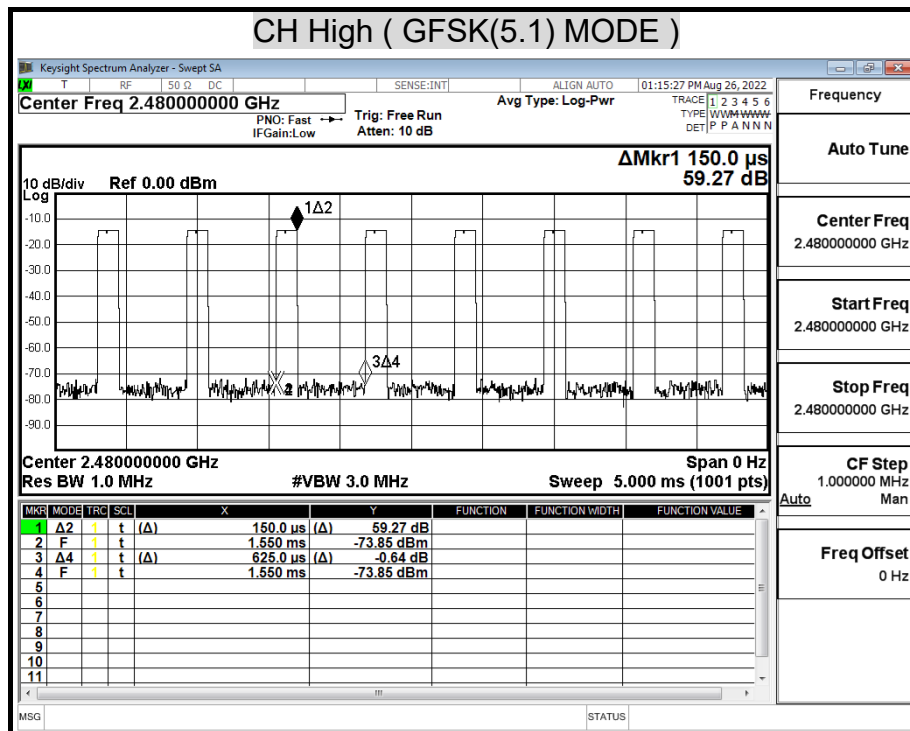 CH High ( GFSK(5.1) MODE )
Keysight Spectrum Analyzer - Swept SA
LXI T RF 50 Ω DC SENSE:INT ALIGN AUTO 01:15:27 PM Aug 26, 2022
Center Freq 2.480000000 GHz
PNO: Fast
IFGain:Low
Trig: Free Run
Atten: 10 dB
Avg Type: Log-Pwr
TRACE 1 2 3 4 5 6
TYPE WWMWWWW
DET P P A N N N
Frequency
ΔMkr1 150.0 µs
59.27 dB
10 dB/div Ref 0.00 dBm
Log
-10.0
-20.0
-30.0
-40.0
-50.0
-60.0
-70.0
-80.0
-90.0
1Δ2
3Δ4
Center 2.480000000 GHz Span 0 Hz
Res BW 1.0 MHz #VBW 3.0 MHz Sweep 5.000 ms (1001 pts)
MKR MODE TRC SCL X Y FUNCTION FUNCTION WIDTH FUNCTION VALUE
1 Δ2 1 t (Δ) 150.0 µs (Δ) 59.27 dB
2 F 1 t 1.550 ms -73.85 dBm
3 Δ4 1 t (Δ) 625.0 µs (Δ) -0.64 dB
4 F 1 t 1.550 ms -73.85 dBm
5
6
7
8
9
10
11
MSG STATUS
Auto Tune
Center Freq
2.480000000 GHz
Start Freq
2.480000000 GHz
Stop Freq
2.480000000 GHz
CF Step
1.000000 MHz
Auto Man
Freq Offset
0 Hz